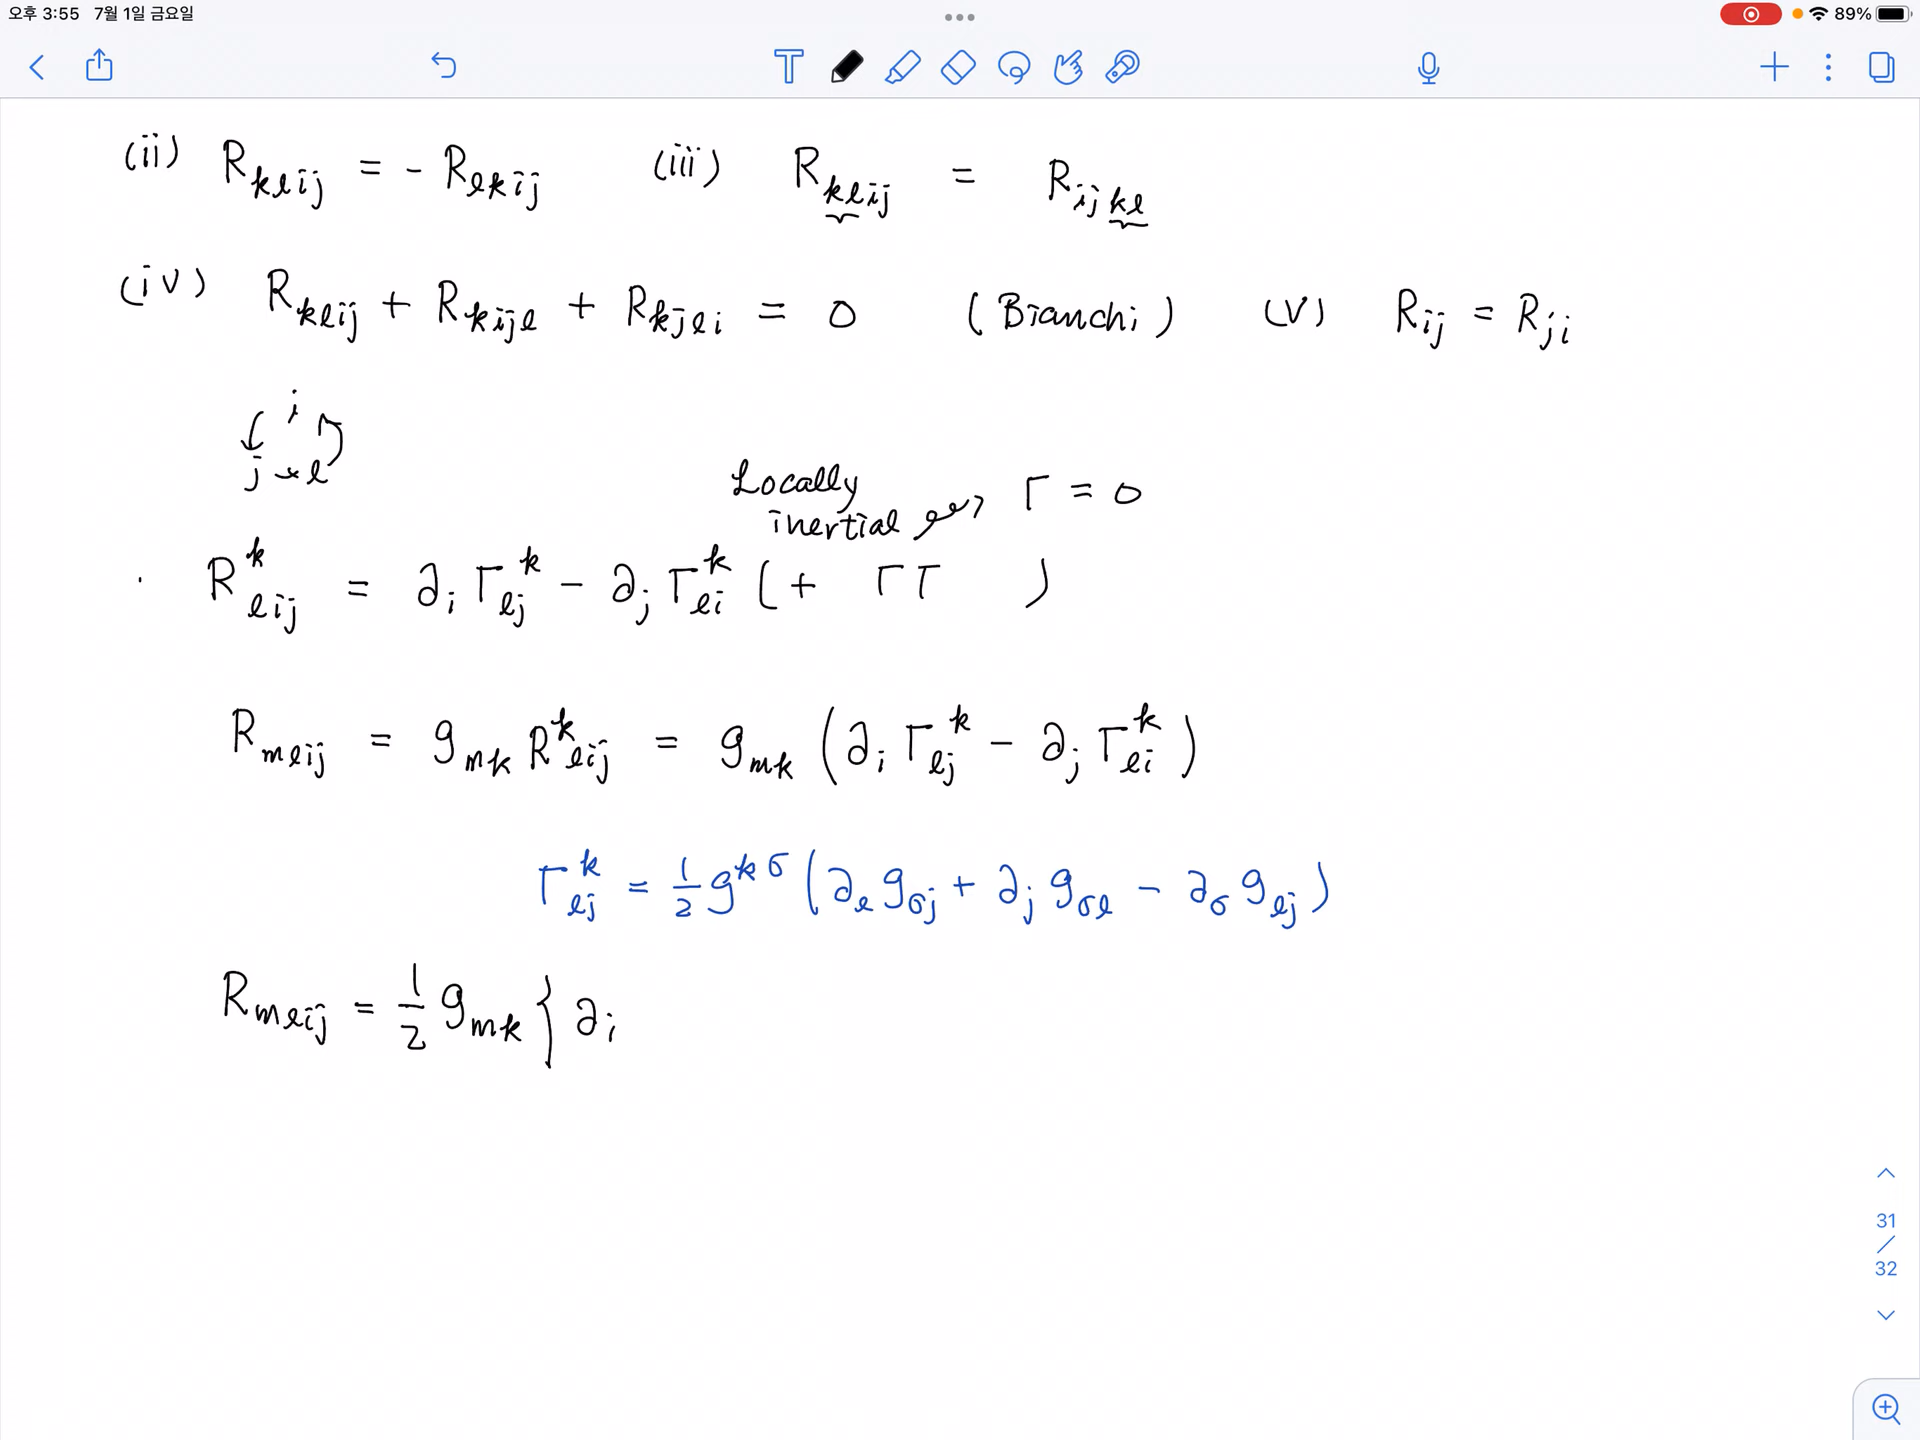 오후 3:55 7월 1일 금요일 89%
T
(ii) R_{klij} = - R_{lkij} (iii) R_{klij} = R_{ijkl}
(iv) R_{klij} + R_{kijl} + R_{kjli} = 0 (Bianchi) (V) R_{ij} = R_{ji}
i
j → l
Locally
inertial → Γ = 0
· R^k_{lij} = ∂_i Γ^k_{lj} - ∂_j Γ^k_{li} (+ ΓΓ )
R_{mlij} = g_{mk} R^k_{lij} = g_{mk} (∂_i Γ^k_{lj} - ∂_j Γ^k_{li})
Γ^k_{lj} = 1/2 g^{kσ} (∂_l g_{σj} + ∂_j g_{σl} - ∂_σ g_{lj})
R_{mlij} = 1/2 g_{mk} { ∂_i
31
/
32